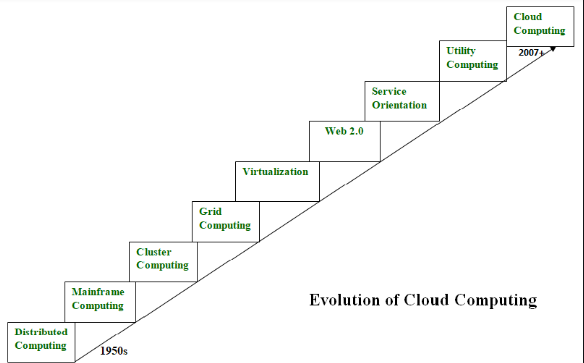 Cloud
Computing
2007+
Utility
Computing
Service
Orientation
Web 2.0
Virtualization
Grid
Computing
Cluster
Computing
Mainframe
Computing
Evolution of Cloud Computing
Distributed
Computing
1950s